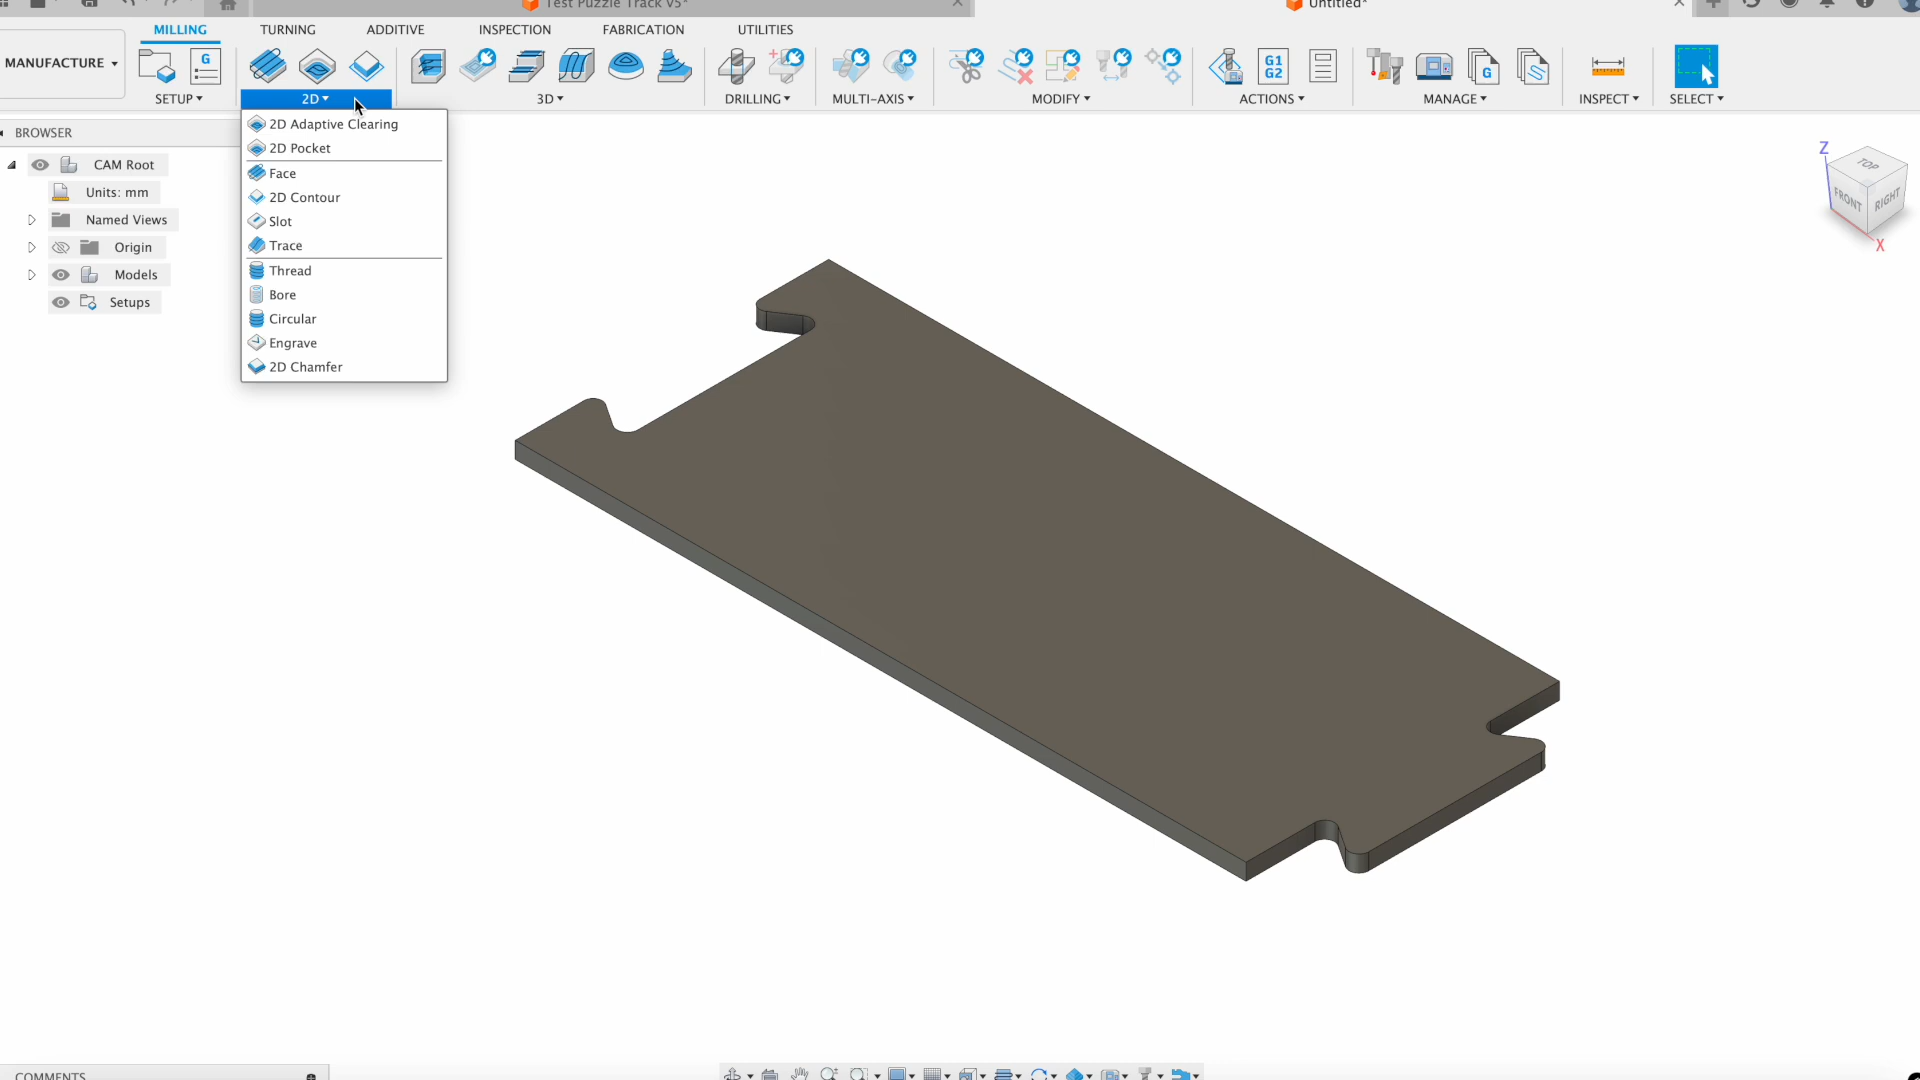 Test Puzzle Track v5*
Untitled*
MILLING
TURNING
ADDITIVE
INSPECTION
FABRICATION
UTILITIES
MANUFACTURE
G
G1
G2
G
SETUP
2D
3D
DRILLING
MULTI-AXIS
MODIFY
ACTIONS
MANAGE
INSPECT
SELECT
BROWSER
CAM Root
Units: mm
Named Views
Origin
Models
Setups
2D Adaptive Clearing
2D Pocket
Face
2D Contour
Slot
Trace
Thread
Bore
Circular
Engrave
2D Chamfer
Z
TOP
FRONT
RIGHT
X
COMMENTS